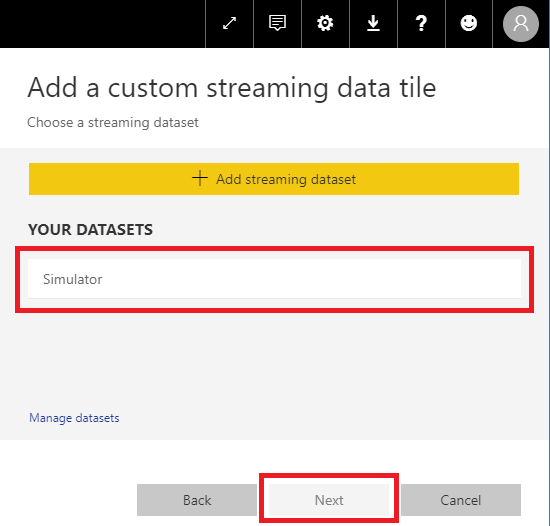 Add a custom streaming data tile
Choose a streaming dataset
Add streaming dataset
YOUR DATASETS
Simulator
Manage datasets
Back
Next
Cancel